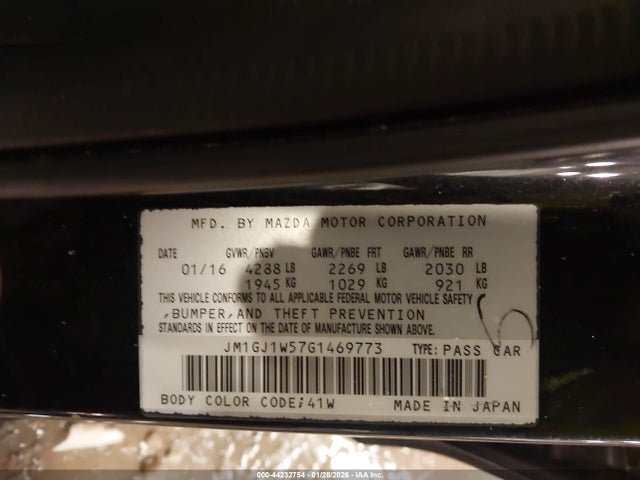 MFD. BY MAZDA MOTOR CORPORATION
DATE GVWR/PNBV GAWR/PNBE FRT GAWR/PNBE RR
01/16 4288 LB 2269 LB 2030 LB
1945 KG 1029 KG 921 KG
THIS VEHICLE CONFORMS TO ALL APPLICABLE FEDERAL MOTOR VEHICLE SAFETY
,BUMPER,AND THEFT PREVENTION
STANDARDS IN EFFECT ON THE DATE OF MANUFACTURE SHOWN ABOVE.
JM1GJ1W57G1469773 TYPE: PASS CAR
BODY COLOR CODE;41W MADE IN JAPAN
000-44232754 - 01/28/2026 - IAAcanada